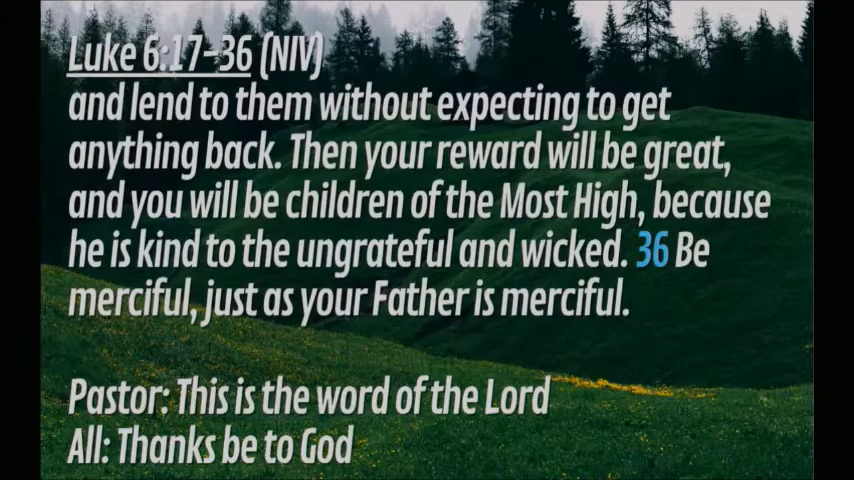 Luke 6:17-36 (NIV)
and lend to them without expecting to get
anything back. Then your reward will be great,
and you will be children of the Most High, because
he is kind to the ungrateful and wicked. 36 Be
merciful, just as your Father is merciful.
Pastor: This is the word of the Lord
All: Thanks be to God